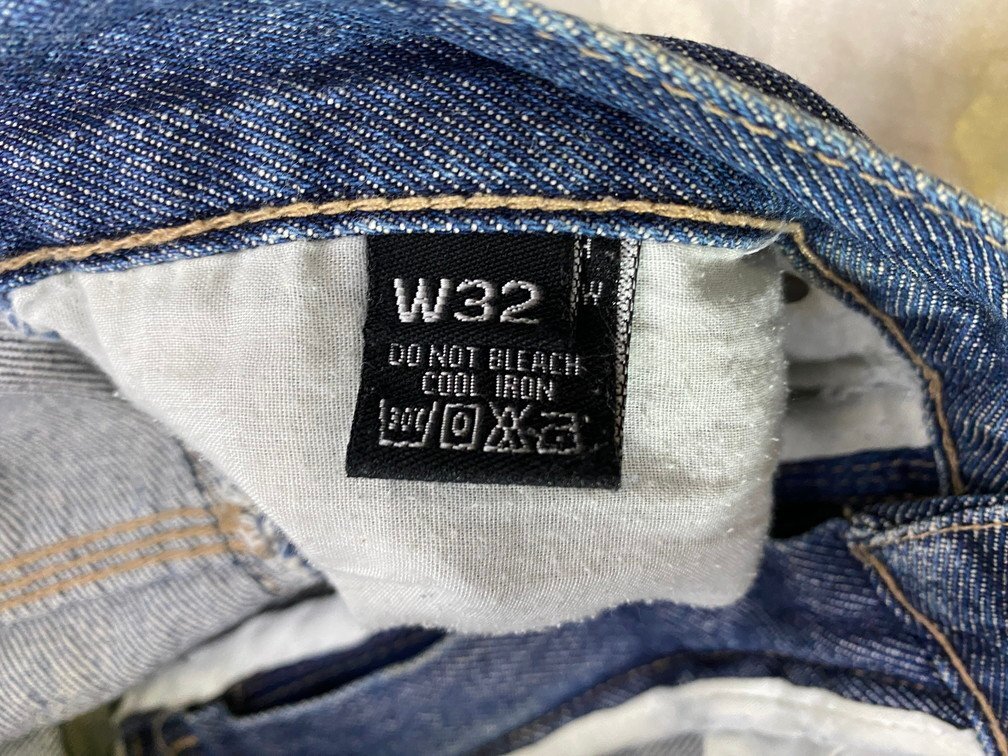 W32
W
DO NOT BLEACH
COOL IRON